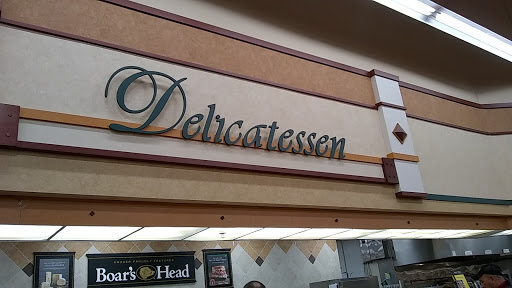 Delicatessen
Boar's Head